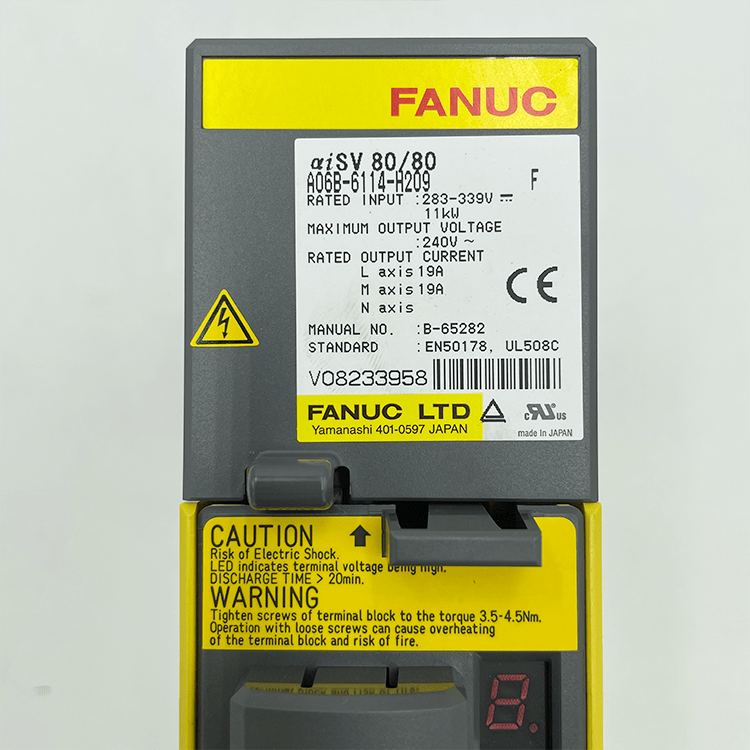 FANUC
αiSV 80/80
A06B-6114-H209 F
RATED INPUT :283-339V ⎓
11kW
MAXIMUM OUTPUT VOLTAGE
:240V ~
RATED OUTPUT CURRENT
L axis 19A
M axis 19A
N axis
CE
MANUAL NO. :B-65282
STANDARD :EN50178, UL508C
V08233958
FANUC LTD
Yamanashi 401-0597 JAPAN
c RU US
made in JAPAN
CAUTION
Risk of Electric Shock.
LED indicates terminal voltage being high.
DISCHARGE TIME > 20min.
WARNING
Tighten screws of terminal block to the torque 3.5-4.5Nm.
Operation with loose screws can cause overheating
of the terminal block and risk of fire.
8.